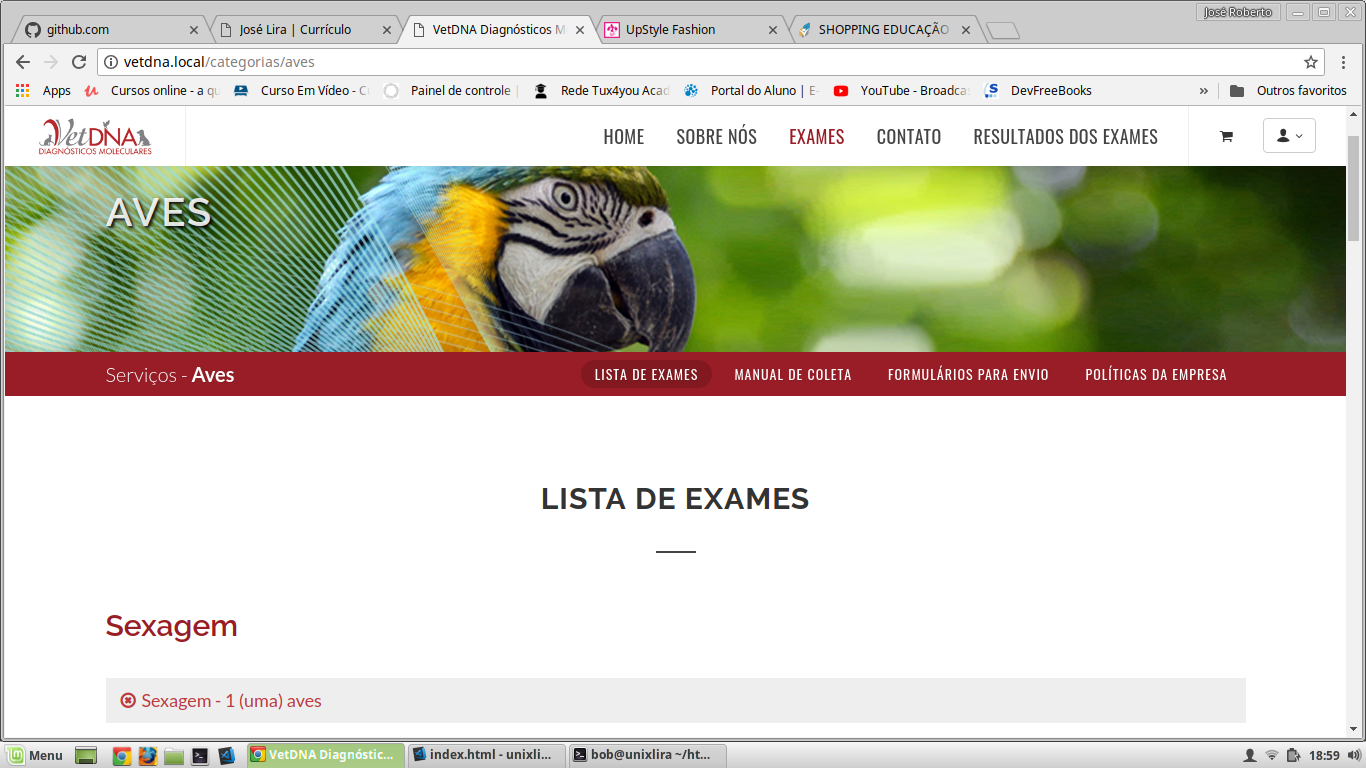 José Roberto
github.com
José Lira | Currículo
VetDNA Diagnósticos M
UpStyle Fashion
SHOPPING EDUCAÇÃO
vetdna.local/categorias/aves
Apps Cursos online - a qu Curso Em Vídeo - Cu Painel de controle | Rede Tux4you Acad Portal do Aluno | E- YouTube - Broadcas DevFreeBooks » Outros favoritos
VetDNA
DIAGNÓSTICOS MOLECULARES
HOME SOBRE NÓS EXAMES CONTATO RESULTADOS DOS EXAMES
AVES
Serviços - Aves
LISTA DE EXAMES MANUAL DE COLETA FORMULÁRIOS PARA ENVIO POLÍTICAS DA EMPRESA
LISTA DE EXAMES
Sexagem
Sexagem - 1 (uma) aves
Menu VetDNA Diagnóstic... index.html - unixli... bob@unixlira ~/ht... 18:59